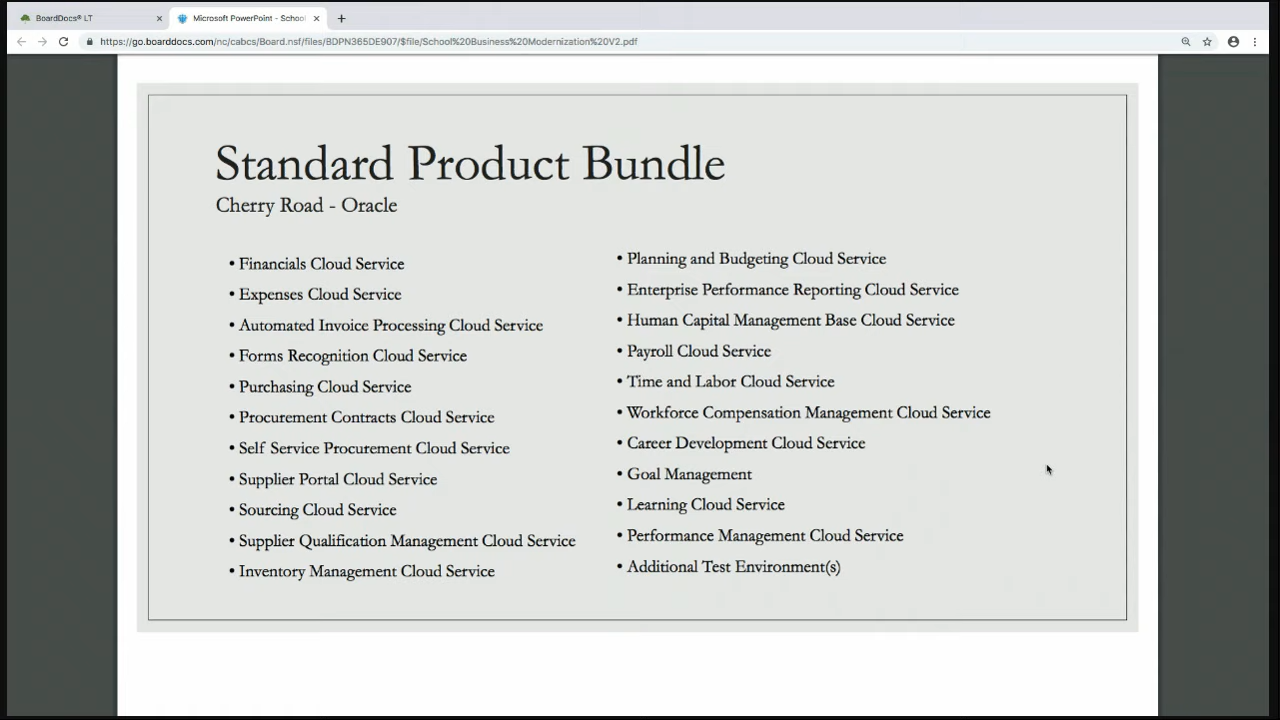 BoardDocs® LT
Microsoft PowerPoint - School
https://go.boarddocs.com/nc/cabcs/Board.nsf/files/BDPN365DE907/$file/School%20Business%20Modernization%20V2.pdf
Standard Product Bundle
Cherry Road - Oracle
• Financials Cloud Service
• Expenses Cloud Service
• Automated Invoice Processing Cloud Service
• Forms Recognition Cloud Service
• Purchasing Cloud Service
• Procurement Contracts Cloud Service
• Self Service Procurement Cloud Service
• Supplier Portal Cloud Service
• Sourcing Cloud Service
• Supplier Qualification Management Cloud Service
• Inventory Management Cloud Service
• Planning and Budgeting Cloud Service
• Enterprise Performance Reporting Cloud Service
• Human Capital Management Base Cloud Service
• Payroll Cloud Service
• Time and Labor Cloud Service
• Workforce Compensation Management Cloud Service
• Career Development Cloud Service
• Goal Management
• Learning Cloud Service
• Performance Management Cloud Service
• Additional Test Environment(s)